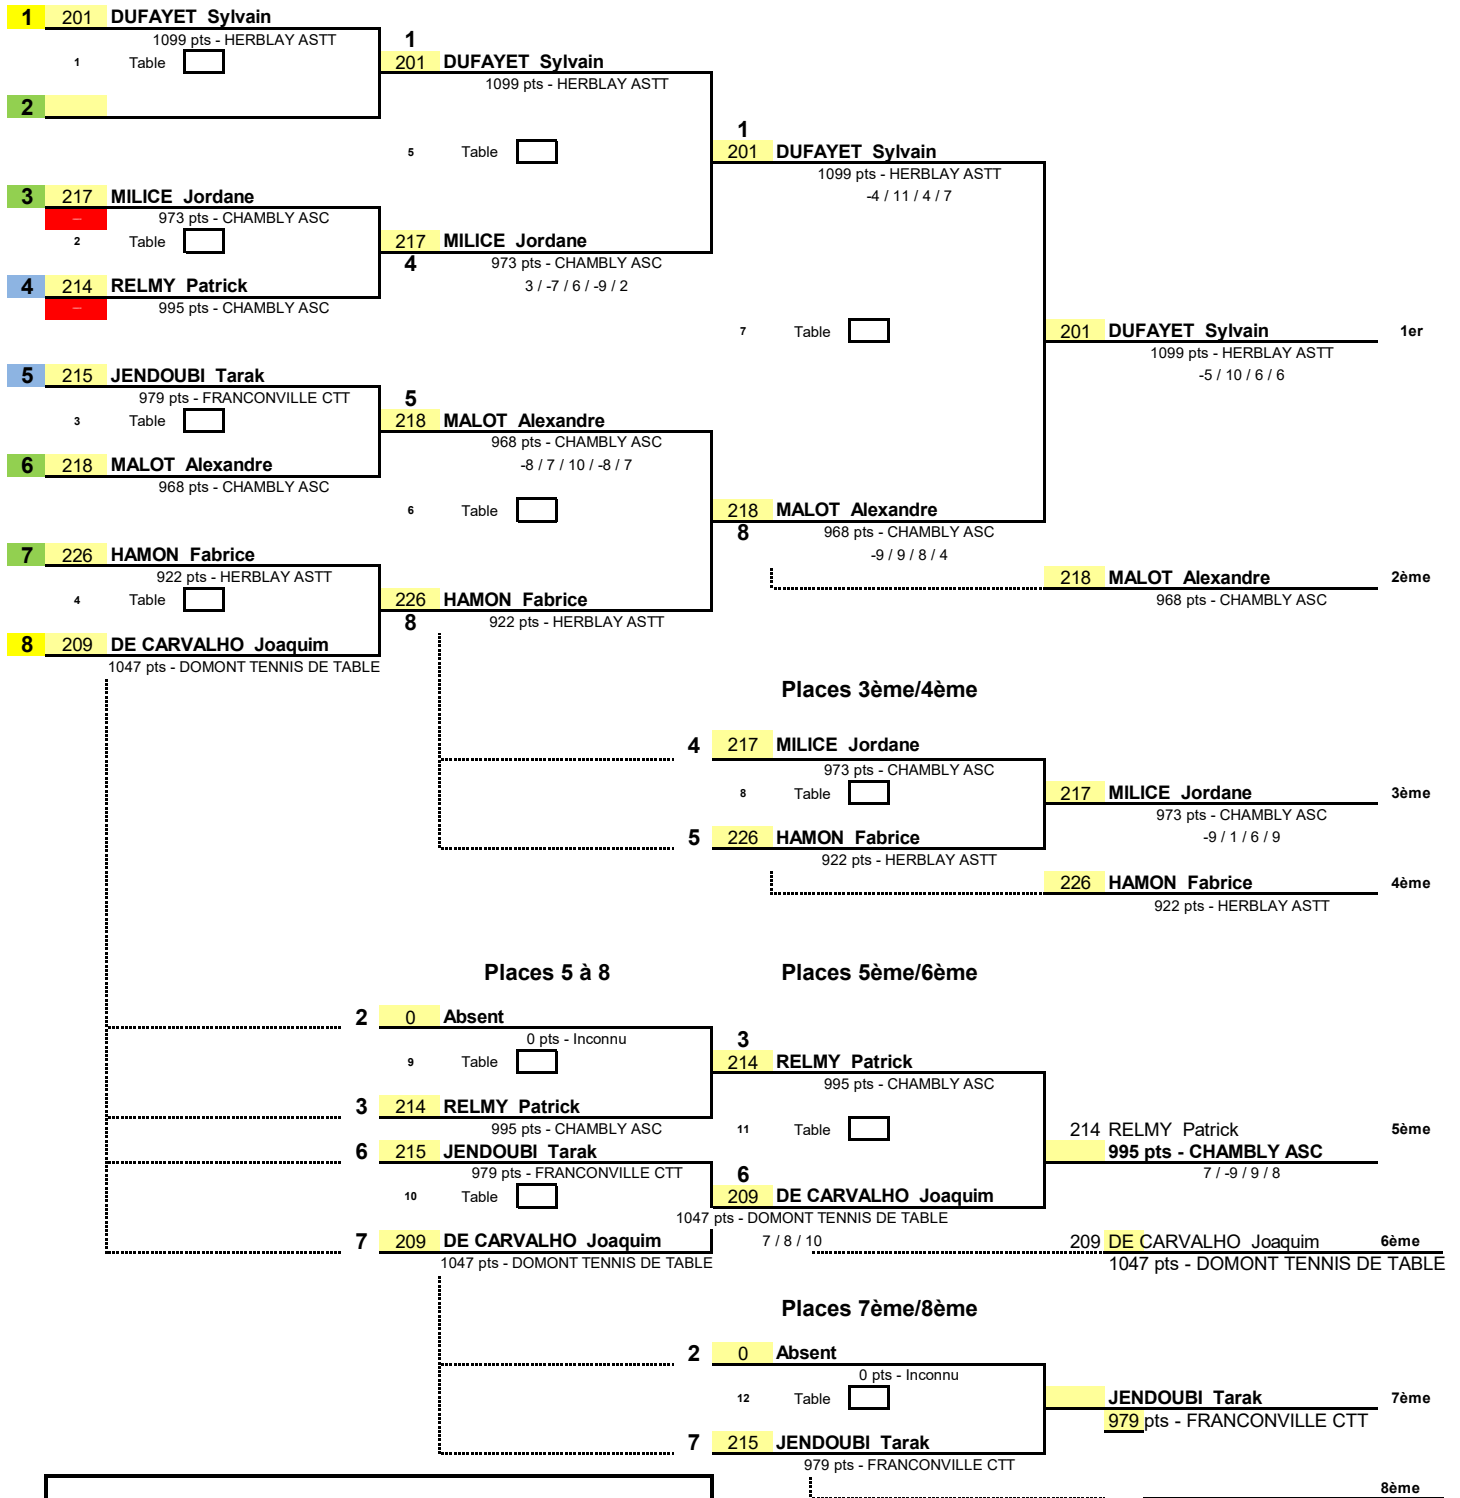 1 201 DUFAYET Sylvain
1099 pts - HERBLAY ASTT
1
1 Table
201 DUFAYET Sylvain
1099 pts - HERBLAY ASTT
2
1
5 Table
201 DUFAYET Sylvain
1099 pts - HERBLAY ASTT
-4 / 11 / 4 / 7
3 217 MILICE Jordane
– 973 pts - CHAMBLY ASC
2 Table
217 MILICE Jordane
4 973 pts - CHAMBLY ASC
3 / -7 / 6 / -9 / 2
4 214 RELMY Patrick
– 995 pts - CHAMBLY ASC
7 Table
201 DUFAYET Sylvain 1er
1099 pts - HERBLAY ASTT
-5 / 10 / 6 / 6
5 215 JENDOUBI Tarak
979 pts - FRANCONVILLE CTT
5
3 Table
218 MALOT Alexandre
968 pts - CHAMBLY ASC
-8 / 7 / 10 / -8 / 7
6 218 MALOT Alexandre
968 pts - CHAMBLY ASC
6 Table
218 MALOT Alexandre
8 968 pts - CHAMBLY ASC
-9 / 9 / 8 / 4
7 226 HAMON Fabrice
922 pts - HERBLAY ASTT
218 MALOT Alexandre 2ème
968 pts - CHAMBLY ASC
4 Table
226 HAMON Fabrice
8 922 pts - HERBLAY ASTT
8 209 DE CARVALHO Joaquim
1047 pts - DOMONT TENNIS DE TABLE
Places 3ème/4ème
4 217 MILICE Jordane
973 pts - CHAMBLY ASC
8 Table
217 MILICE Jordane 3ème
973 pts - CHAMBLY ASC
-9 / 1 / 6 / 9
5 226 HAMON Fabrice
922 pts - HERBLAY ASTT
226 HAMON Fabrice 4ème
922 pts - HERBLAY ASTT
Places 5 à 8 Places 5ème/6ème
2 0 Absent
0 pts - Inconnu
3
9 Table
214 RELMY Patrick
995 pts - CHAMBLY ASC
3 214 RELMY Patrick
995 pts - CHAMBLY ASC
11 Table
214 RELMY Patrick 5ème
995 pts - CHAMBLY ASC
7 / -9 / 9 / 8
6 215 JENDOUBI Tarak
979 pts - FRANCONVILLE CTT
6
10 Table
209 DE CARVALHO Joaquim
1047 pts - DOMONT TENNIS DE TABLE
7 / 8 / 10
7 209 DE CARVALHO Joaquim
1047 pts - DOMONT TENNIS DE TABLE
209 DE CARVALHO Joaquim 6ème
1047 pts - DOMONT TENNIS DE TABLE
Places 7ème/8ème
2 0 Absent
0 pts - Inconnu
12 Table
JENDOUBI Tarak 7ème
979 pts - FRANCONVILLE CTT
7 215 JENDOUBI Tarak
979 pts - FRANCONVILLE CTT
8ème